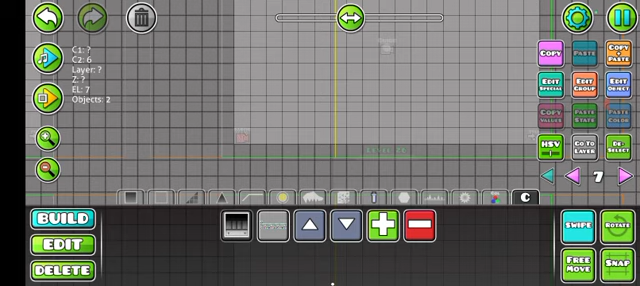 C1: ?
C2: 6
Layer: ?
Z: ?
EL: 7
Objects: 2
COPY
PASTE
COPY
+
PASTE
EDIT
SPECIAL
EDIT
GROUP
EDIT
OBJECT
COPY
VALUES
PASTE
STATE
PASTE
COLOR
HSV
GO TO
LAYER
DE-
SELECT
7
C
BUILD
EDIT
DELETE
SWIPE
ROTATE
FREE
MOVE
SNAP